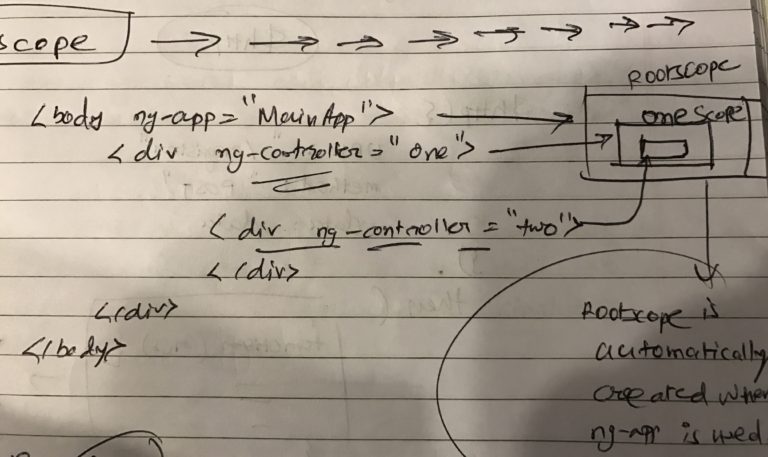 scope
Rootscope
<body ng-app="MainApp">
<div ng-controller="one">
one scope
<div ng-controller="two">
</div>
</div>
</body>
Rootscope is
automatically
created when
ng-app is used